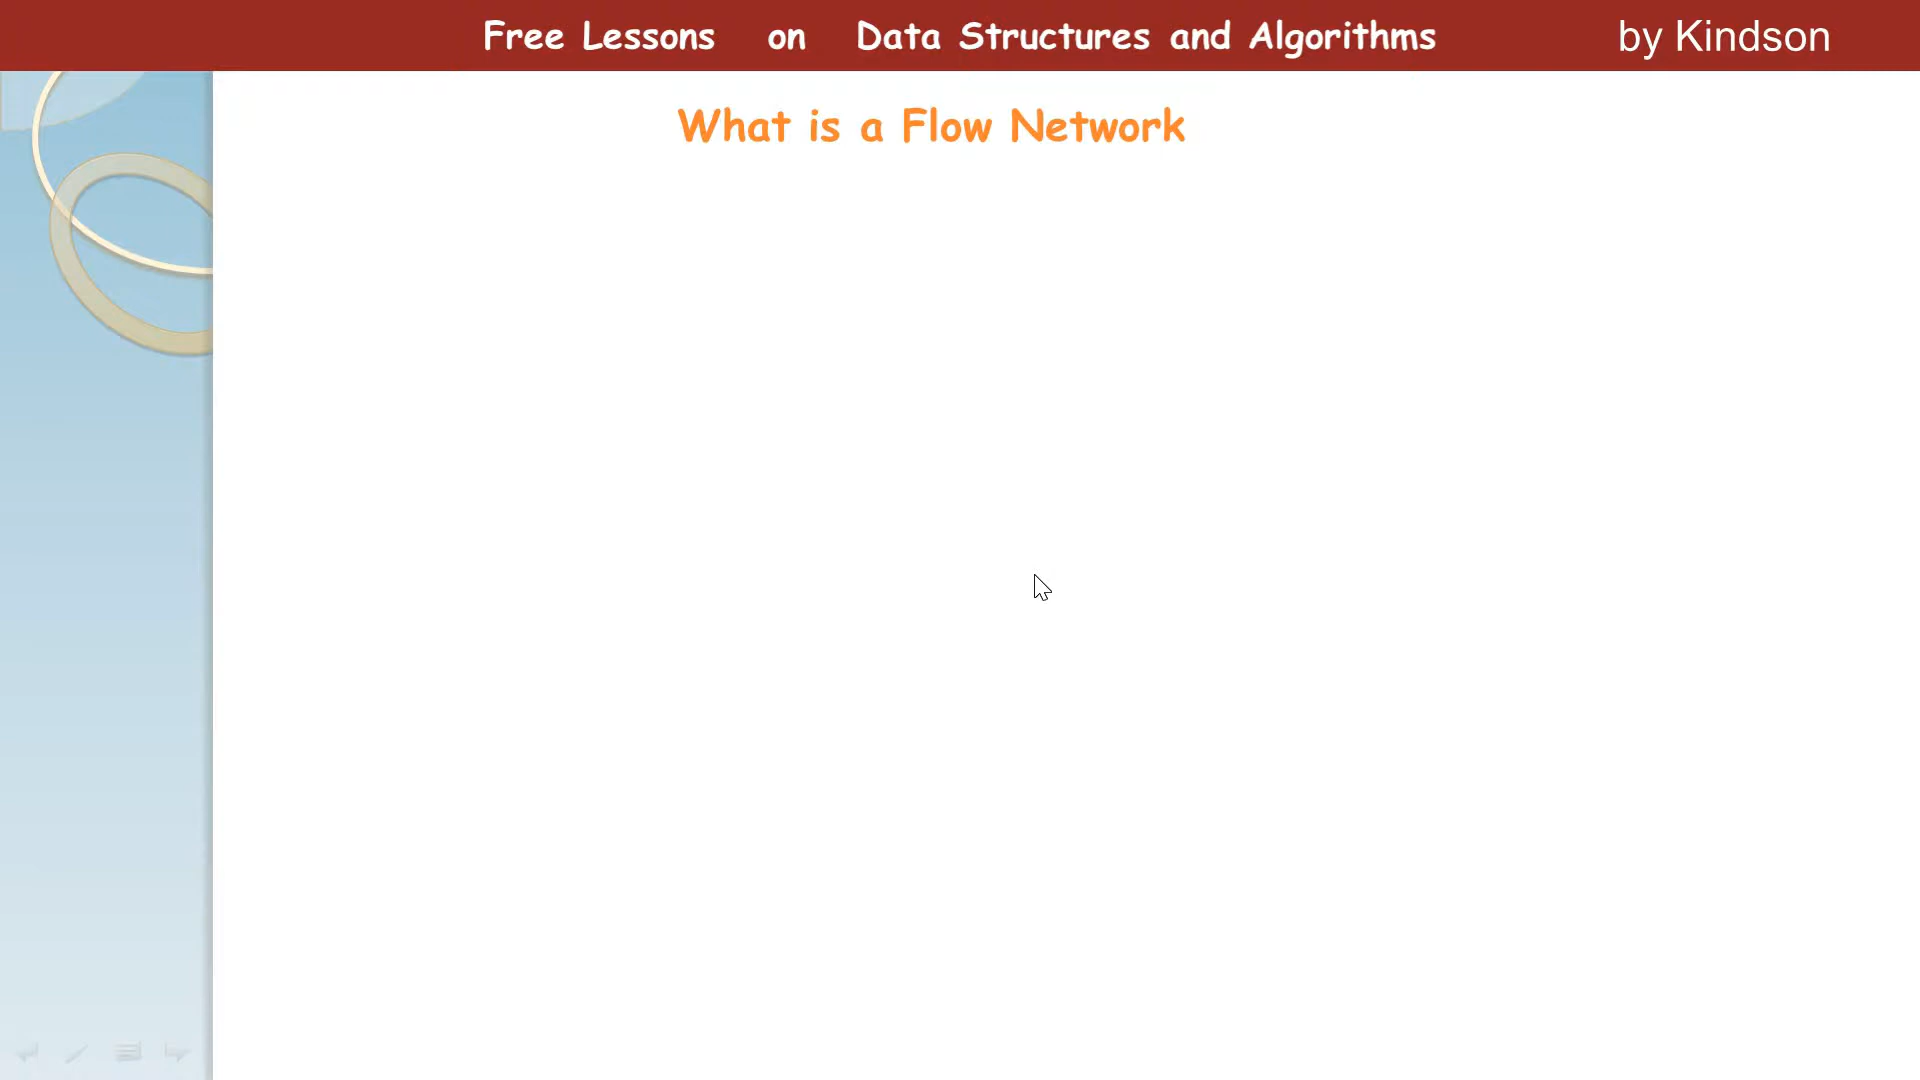 Free Lessons on Data Structures and Algorithms by Kindson
What is a Flow Network